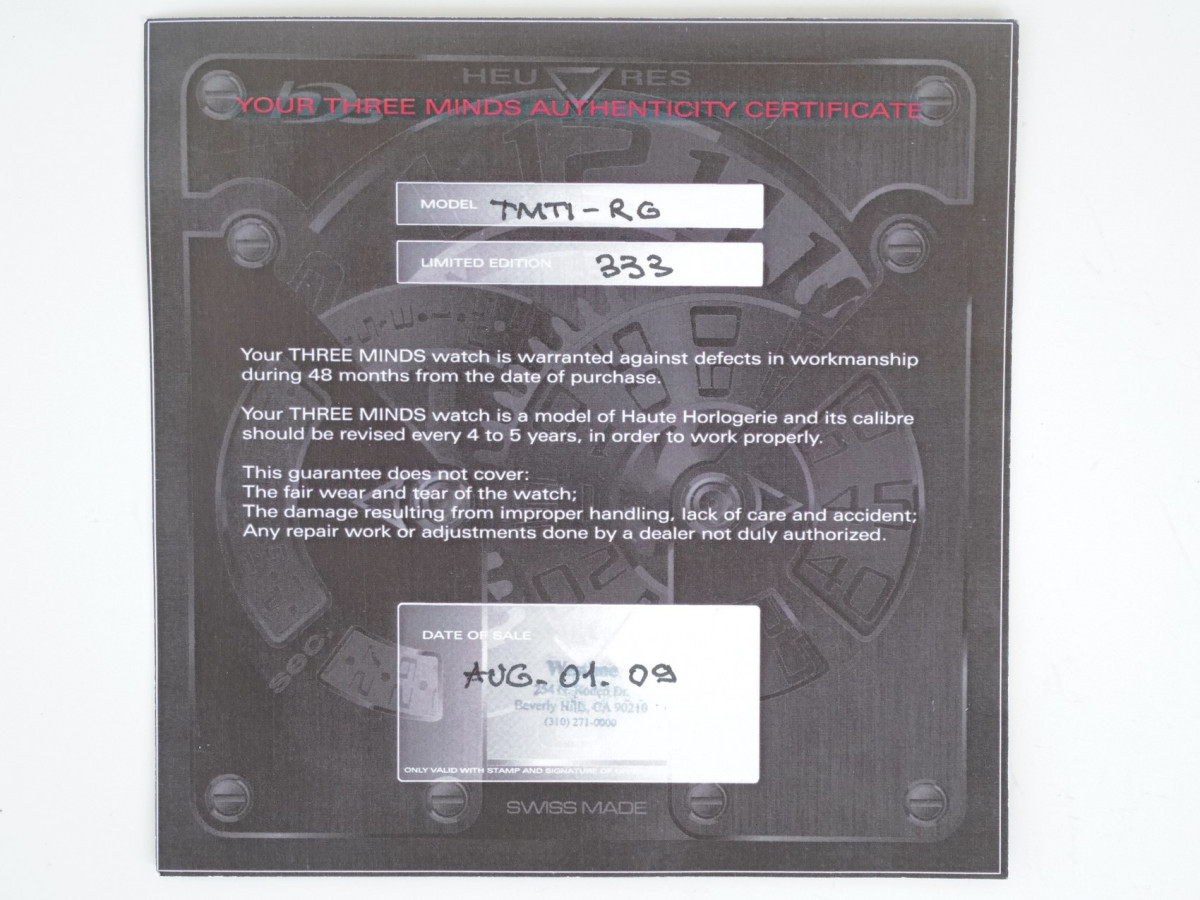 HEURES
YOUR THREE MINDS AUTHENTICITY CERTIFICATE
MODEL TMT1-RG
LIMITED EDITION 333
Your THREE MINDS watch is warranted against defects in workmanship
during 48 months from the date of purchase.
Your THREE MINDS watch is a model of Haute Horlogerie and its calibre
should be revised every 4 to 5 years, in order to work properly.
This guarantee does not cover:
The fair wear and tear of the watch;
The damage resulting from improper handling, lack of care and accident;
Any repair work or adjustments done by a dealer not duly authorized.
45
40
DATE OF SALE
AUG. 01. 09
Beverly Hills, CA 90210
(310) 271-0000
ONLY VALID WITH STAMP AND SIGNATURE OF
SWISS MADE